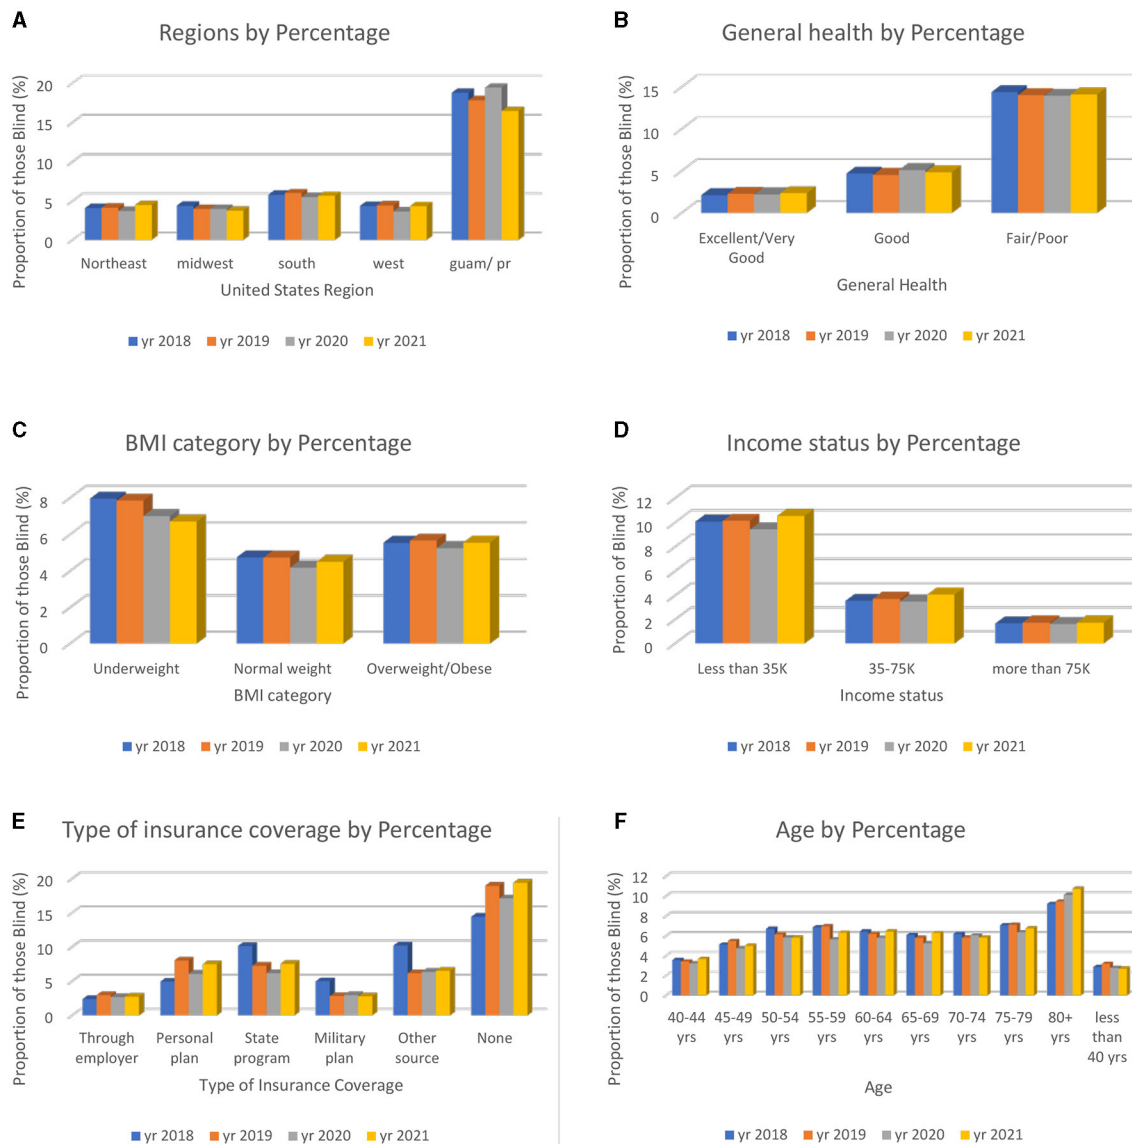 A
Regions by Percentage
Proportion of those Blind (%)
20
15
10
5
0
Northeast midwest south west guam/ pr
United States Region
yr 2018 yr 2019 yr 2020 yr 2021
B
General health by Percentage
Proportion of those Blind (%)
15
10
5
0
Excellent/Very Good Fair/Poor
Good
General Health
yr 2018 yr 2019 yr 2020 yr 2021
C
BMI category by Percentage
Proportion of those Blind (%)
8
6
4
2
0
Underweight Normal weight Overweight/Obese
BMI category
yr 2018 yr 2019 yr 2020 yr 2021
D
Income status by Percentage
Proportion of Blind (%)
12
10
8
6
4
2
0
Less than 35K 35-75K more than 75K
Income status
yr 2018 yr 2019 yr 2020 yr 2021
E
Type of insurance coverage by Percentage
Proportion of those Blind (%)
20
15
10
5
0
Through Personal State Military Other None
employer plan program plan source
Type of Insurance Coverage
yr 2018 yr 2019 yr 2020 yr 2021
F
Age by Percentage
Proportion of those Blind (%)
12
10
8
6
4
2
0
40-44 45-49 50-54 55-59 60-64 65-69 70-74 75-79 80+ less
yrs yrs yrs yrs yrs yrs yrs yrs yrs than
40 yrs
Age
yr 2018 yr 2019 yr 2020 yr 2021